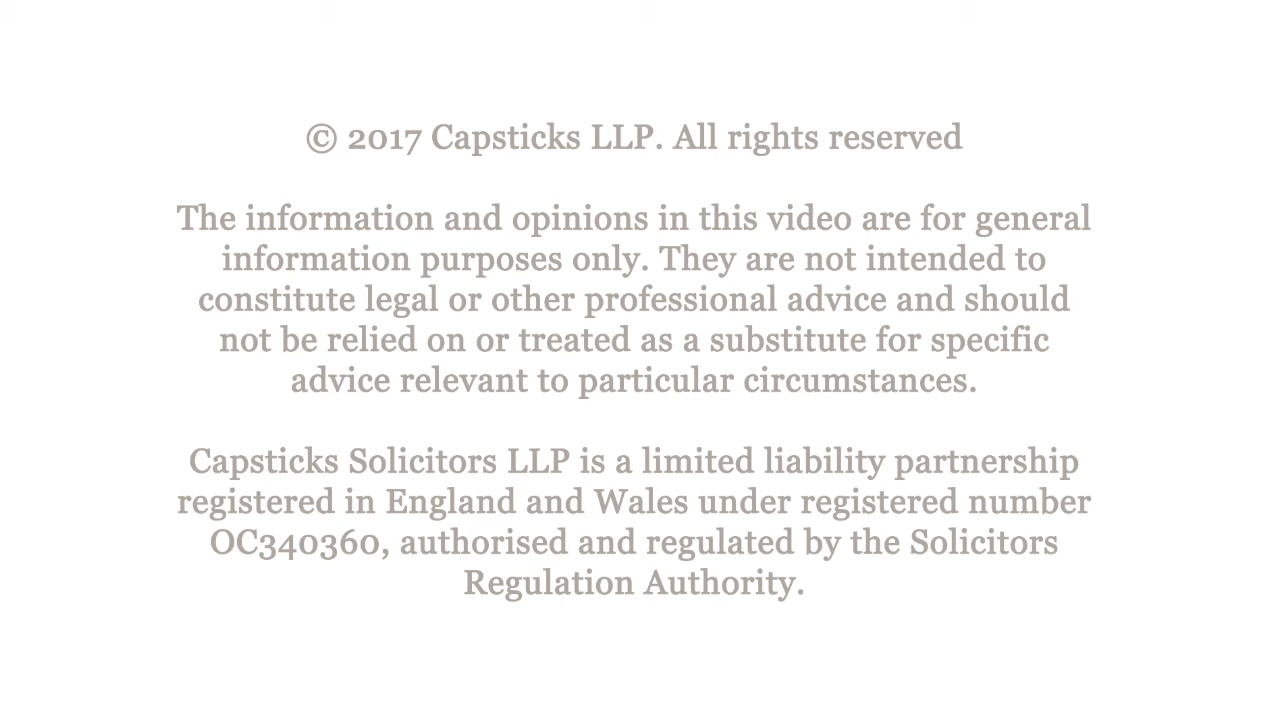 © 2017 Capsticks LLP. All rights reserved
The information and opinions in this video are for general
information purposes only. They are not intended to
constitute legal or other professional advice and should
not be relied on or treated as a substitute for specific
advice relevant to particular circumstances.
Capsticks Solicitors LLP is a limited liability partnership
registered in England and Wales under registered number
OC340360, authorised and regulated by the Solicitors
Regulation Authority.